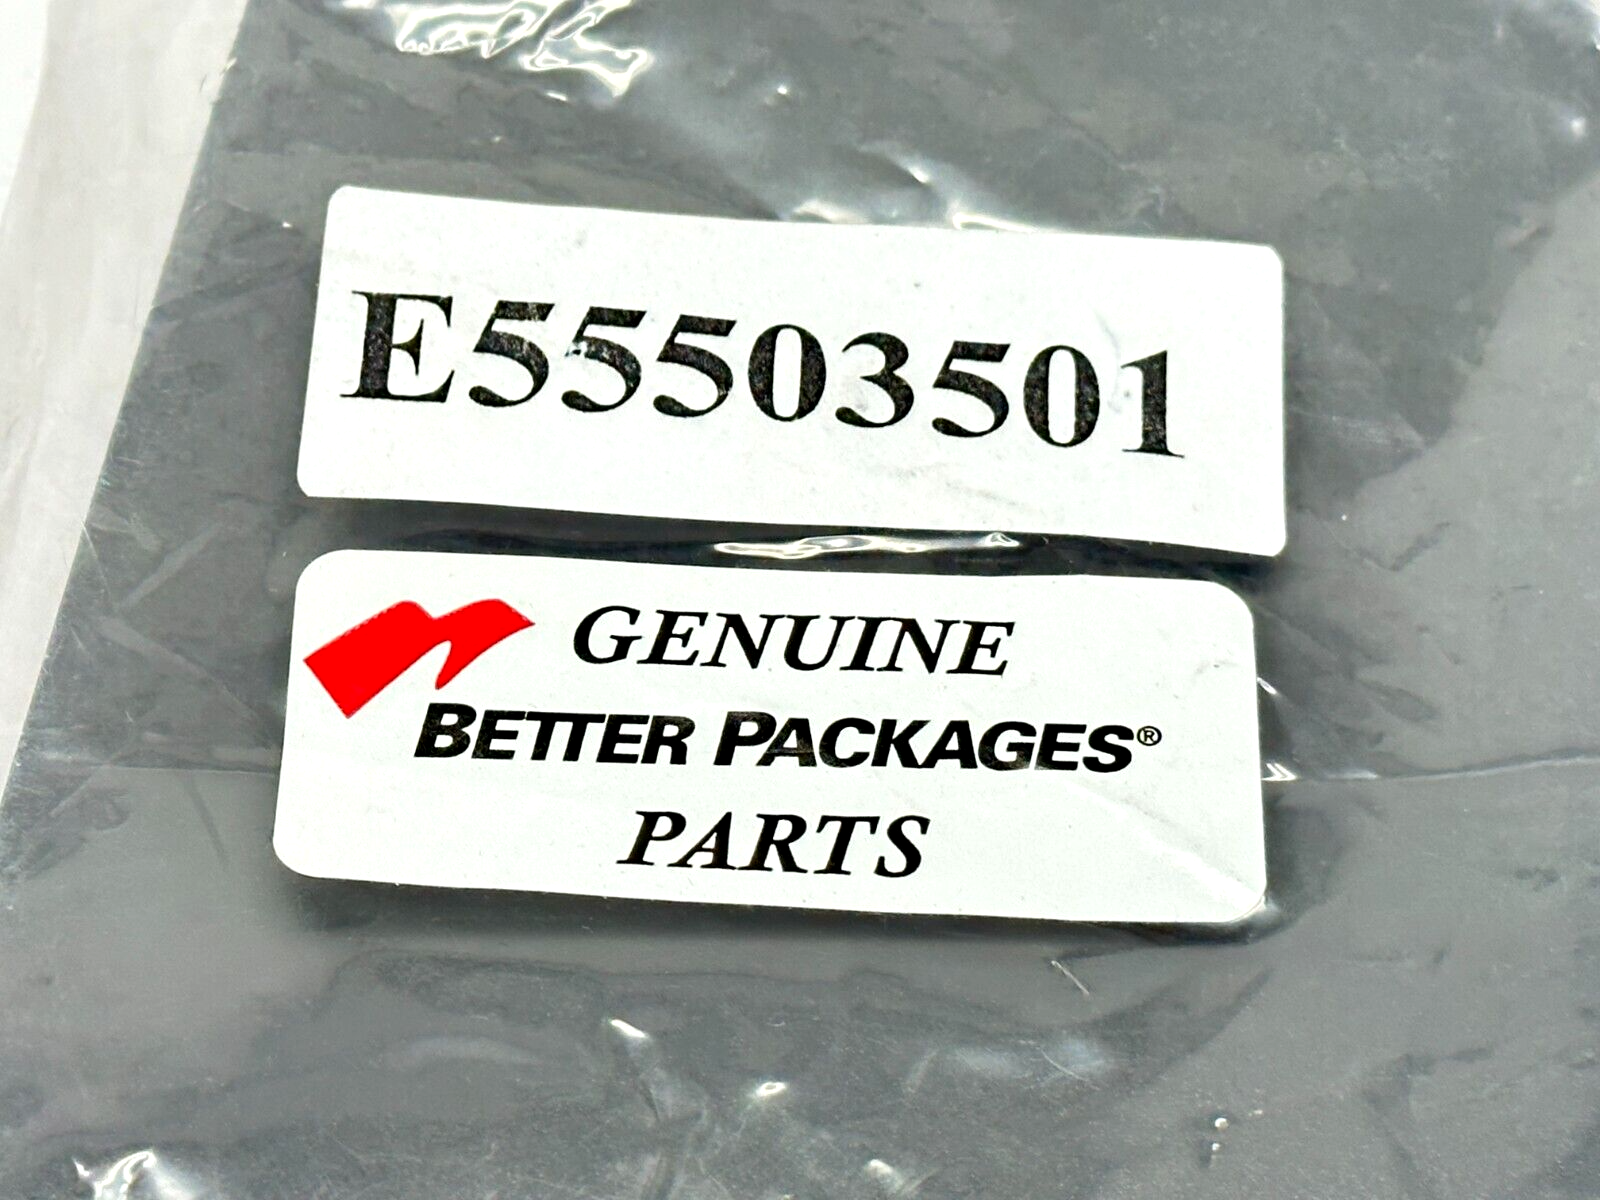 E55503501
GENUINE
BETTER PACKAGES®
PARTS